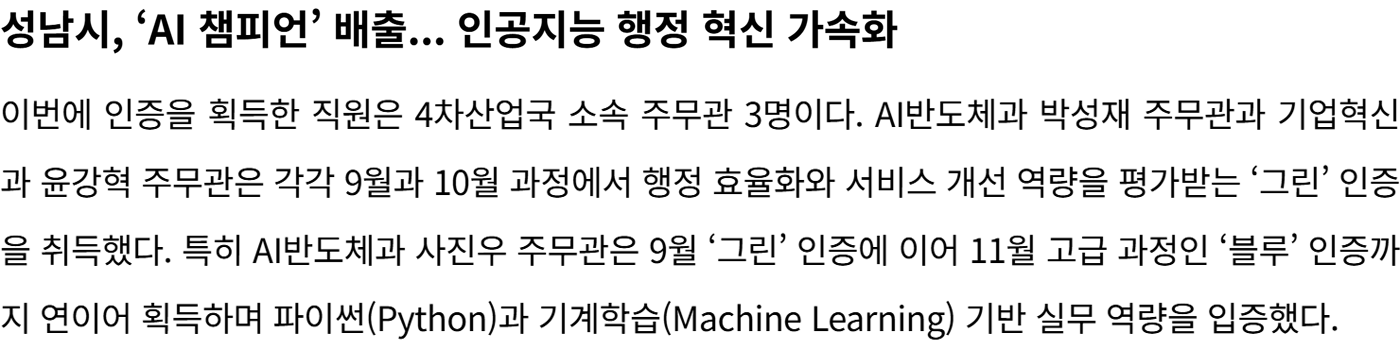 성남시, ‘AI 챔피언’ 배출... 인공지능 행정 혁신 가속화
이번에 인증을 획득한 직원은 4차산업국 소속 주무관 3명이다. AI반도체과 박성재 주무관과 기업혁신
과 윤강혁 주무관은 각각 9월과 10월 과정에서 행정 효율화와 서비스 개선 역량을 평가받는 ‘그린’ 인증
을 취득했다. 특히 AI반도체과 사진우 주무관은 9월 ‘그린’ 인증에 이어 11월 고급 과정인 ‘블루’ 인증까
지 연이어 획득하며 파이썬(Python)과 기계학습(Machine Learning) 기반 실무 역량을 입증했다.